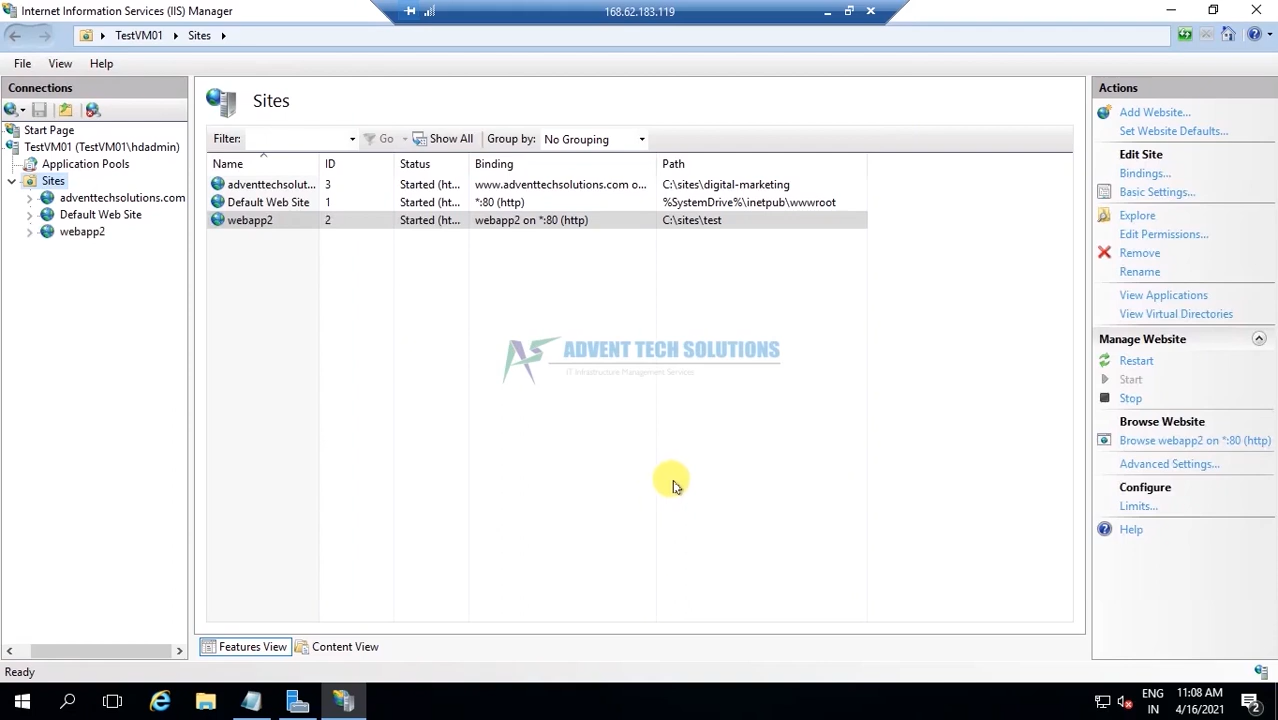 Internet Information Services (IIS) Manager
168.62.183.119
TestVM01
Sites
File View Help
Connections
Start Page
TestVM01 (TestVM01\hdadmin)
Application Pools
Sites
adventtechsolutions.com
Default Web Site
webapp2
Sites
Filter: Go Show All Group by: No Grouping
Name ID Status Binding Path
adventtechsolut... 3 Started (ht... www.adventtechsolutions.com o... C:\sites\digital-marketing
Default Web Site 1 Started (ht... *:80 (http) %SystemDrive%\inetpub\wwwroot
webapp2 2 Started (ht... webapp2 on *:80 (http) C:\sites\test
ADVENT TECH SOLUTIONS
IT Infrastructure Management Services
Features View Content View
Actions
Add Website...
Set Website Defaults...
Edit Site
Bindings...
Basic Settings...
Explore
Edit Permissions...
Remove
Rename
View Applications
View Virtual Directories
Manage Website
Restart
Start
Stop
Browse Website
Browse webapp2 on *:80 (http)
Advanced Settings...
Configure
Limits...
Help
Ready
ENG
IN
11:08 AM
4/16/2021
2